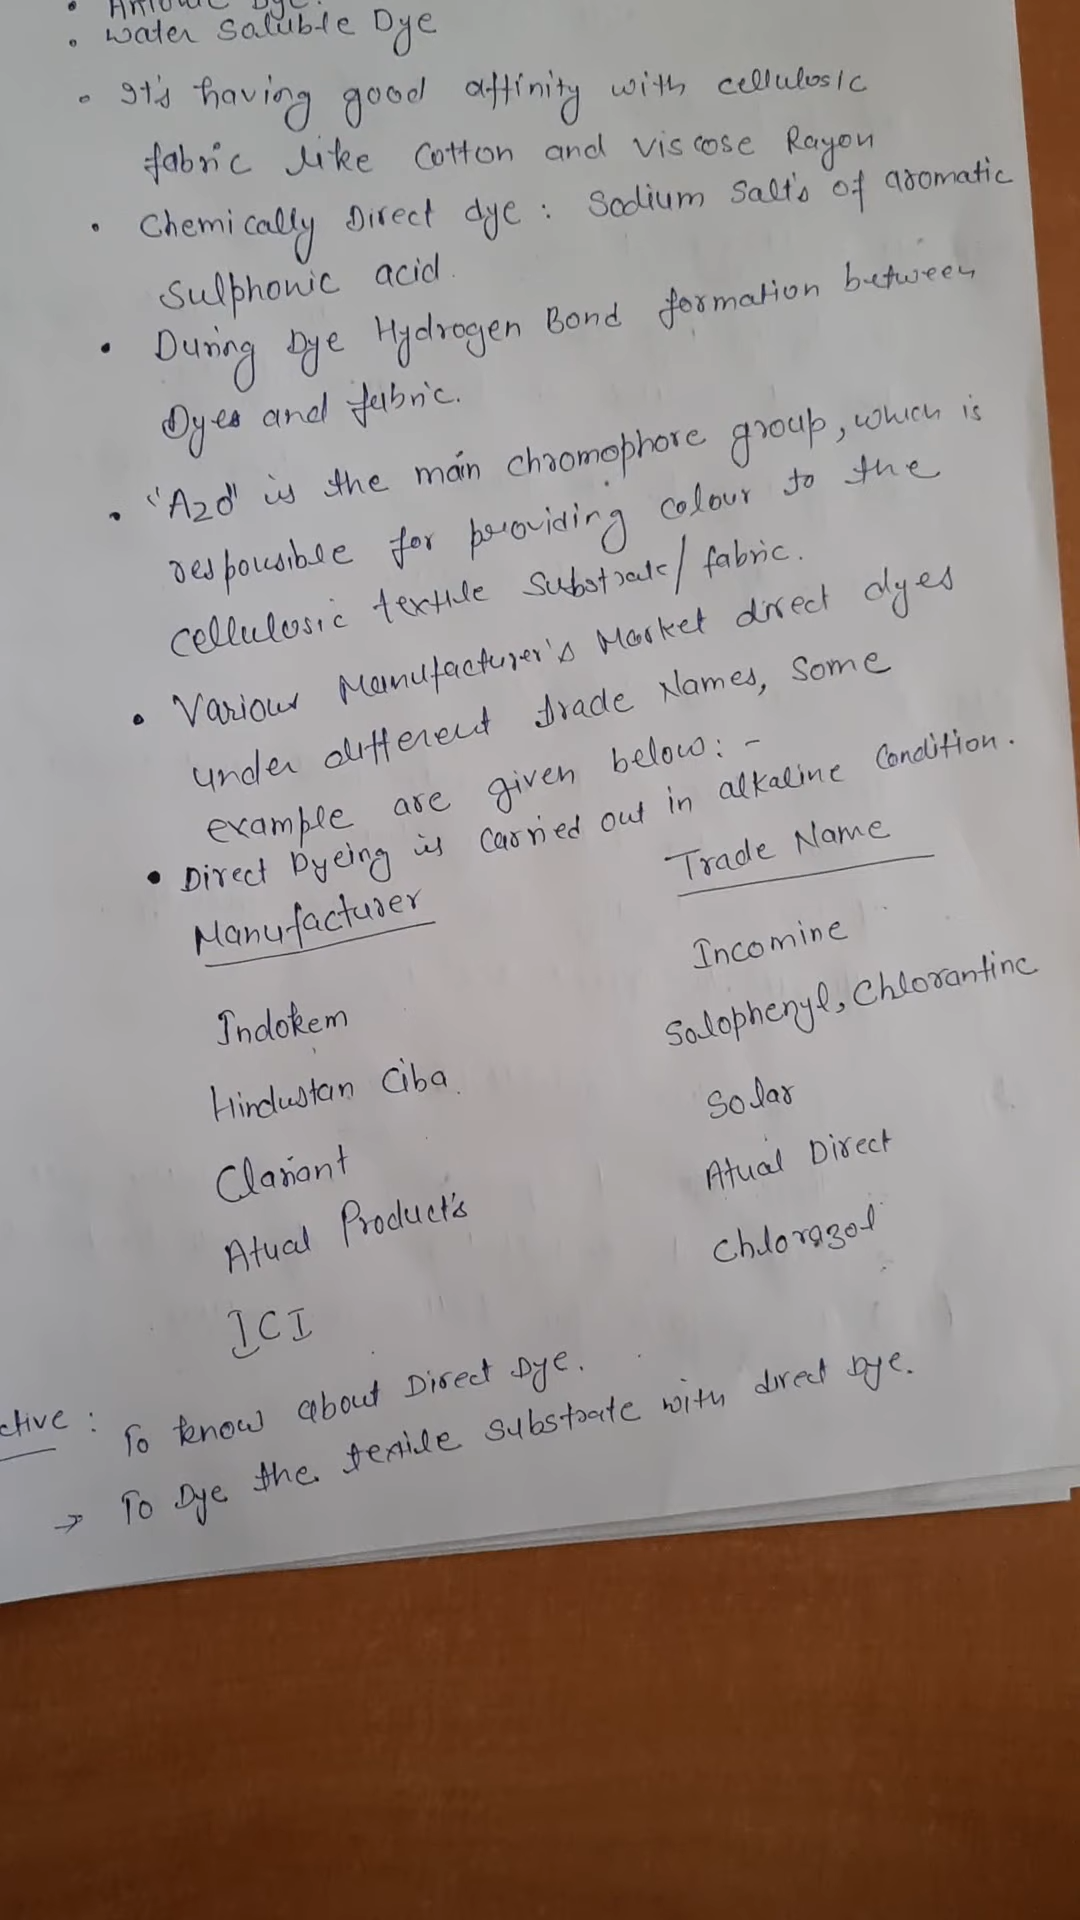 • Anionic Dye.
• Water Saluble Dye
• It's having good affinity with cellulosic
fabric like Cotton and Viscose Rayon
• Chemically Direct dye : Sodium Salt's of aromatic
Sulphonic acid.
• During Dye Hydrogen Bond formation between
Dyes and fabric.
• "Azo" is the main chromophore group, which is
responsible for providing colour to the
cellulosic textile Substrate/fabric.
• Various Manufacturer's Market direct dyes
under different trade Names, Some
example are given below: -
• Direct Dyeing is carried out in alkaline Condition.
Manufacturer Trade Name
Indokem Incomine
Hindustan Ciba. Solophenyl, Chlorantine
Clariant Solar
Atual Product's Atual Direct
ICI Chlorazol
ctive : To know about Direct Dye.
→ To Dye the textile substrate with direct Dye.